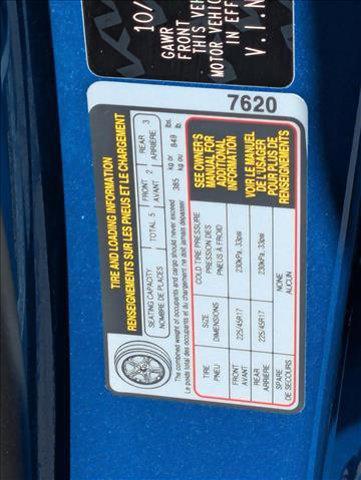 10/
GAWR
FRONT
THIS VEH
MOTOR VEHIC
IN EFF
V.I.N
7620
TIRE AND LOADING INFORMATION
RENSEIGNEMENTS SUR LES PNEUS ET LE CHARGEMENT
SEATING CAPACITY
NOMBRE DE PLACES
TOTAL 5
FRONT 2
AVANT
REAR 3
ARRIÈRE
The combined weight of occupants and cargo should never exceed 385 kg or 849 lbs.
Le poids total des occupants et du chargement ne doit jamais dépasser kg ou lb.
TIRE SIZE COLD TIRE PRESSURE
PNEU DIMENSIONS PRESSION DES PNEUS À FROID
FRONT
AVANT
225/45R17 230kPa, 33psi
REAR
ARRIÈRE
225/45R17 230kPa, 33psi
SPARE
DE SECOURS
NONE
AUCUN
SEE OWNER'S
MANUAL FOR
ADDITIONAL
INFORMATION
VOIR LE MANUEL
DE L'USAGER
POUR PLUS DE
RENSEIGNEMENTS